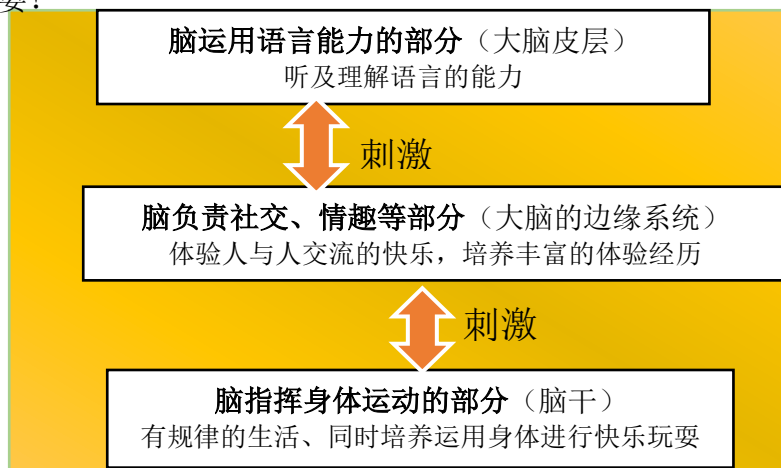 要！
脑运用语言能力的部分（大脑皮层）
听及理解语言的能力
刺激
脑负责社交、情趣等部分（大脑的边缘系统）
体验人与人交流的快乐，培养丰富的体验经历
刺激
脑指挥身体运动的部分（脑干）
有规律的生活、同时培养运用身体进行快乐玩耍